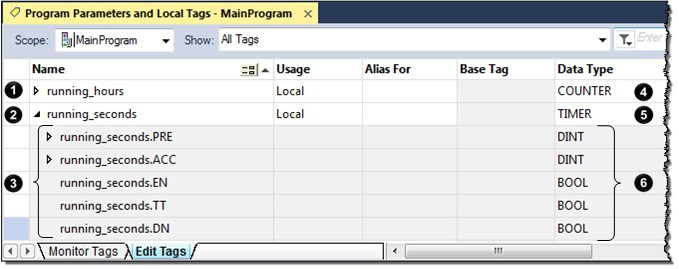 Program Parameters and Local Tags - MainProgram ×
Scope: MainProgram Show: All Tags Enter
Name Usage Alias For Base Tag Data Type
1 running_hours Local COUNTER 4
2 running_seconds Local TIMER 5
running_seconds.PRE DINT
running_seconds.ACC DINT
3 running_seconds.EN BOOL 6
running_seconds.TT BOOL
running_seconds.DN BOOL
Monitor Tags Edit Tags